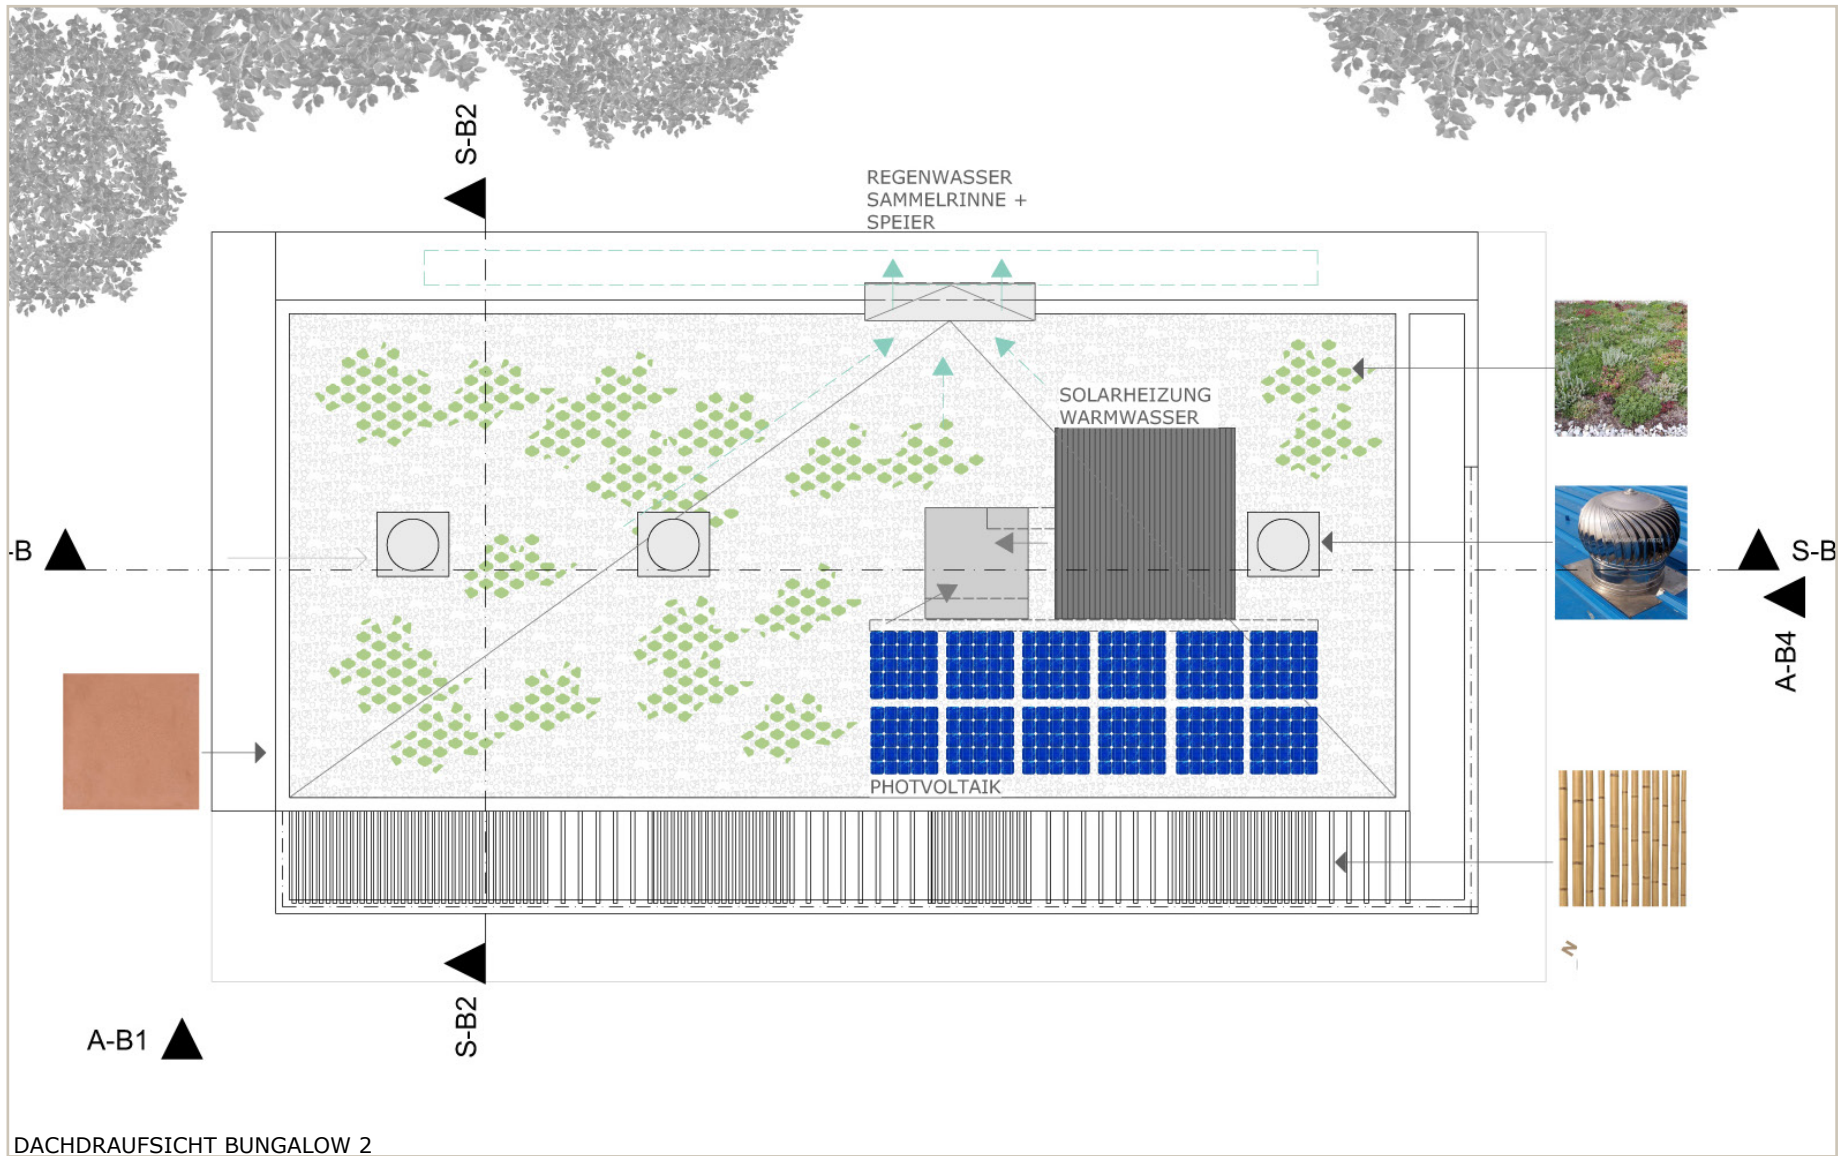 S-B2
REGENWASSER
SAMMELRINNE +
SPEIER
SOLARHEIZUNG
WARMWASSER
-B
S-B
A-B4
PHOTVOLTAIK
N
S-B2
A-B1
DACHDRAUFSICHT BUNGALOW 2